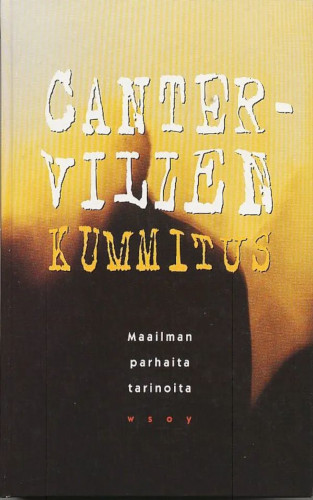 CANTER-
VILLEN
KUMMITUS
Maailman
parhaita
tarinoita
wsoy